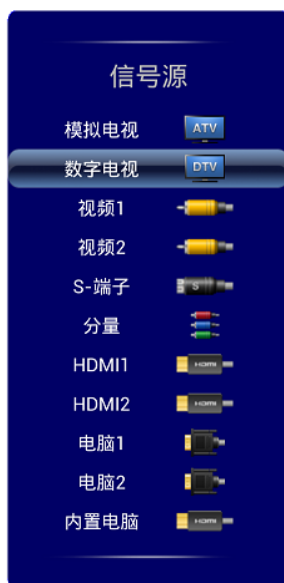 信号源
模拟电视 ATV
数字电视 DTV
视频1
视频2
S-端子 S
分量
HDMI1 HDMI
HDMI2 HDMI
电脑1
电脑2
内置电脑 HDMI